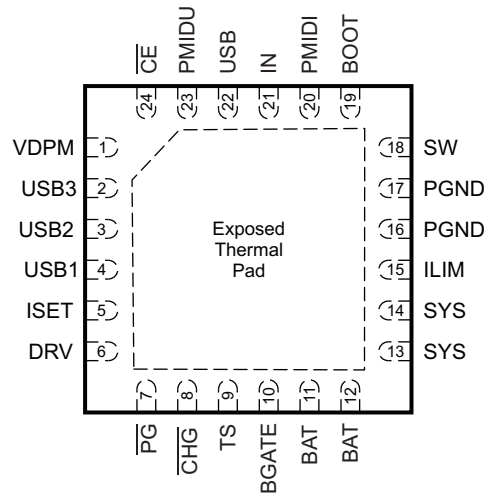 CE
PMIDU
USB
IN
PMIDI
BOOT
24
23
22
21
20
19
VDPM 1
18 SW
USB3 2
17 PGND
USB2 3
16 PGND
Exposed
Thermal
Pad
USB1 4
15 ILIM
ISET 5
14 SYS
DRV 6
13 SYS
7
8
9
10
11
12
PG
CHG
TS
BGATE
BAT
BAT